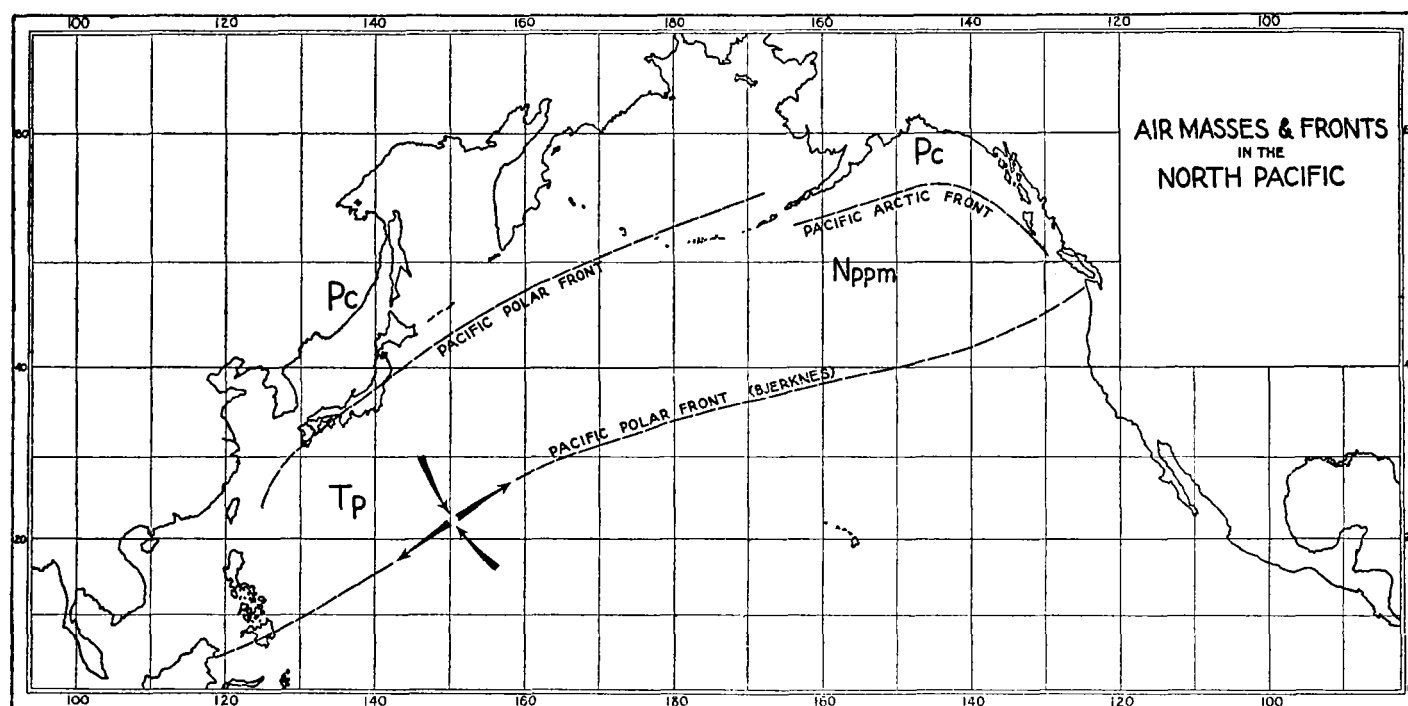 100 120 140 160 180 160 140 120 100
AIR MASSES & FRONTS
IN THE
NORTH PACIFIC
60
Pc
PACIFIC ARCTIC FRONT
Nppm
Pc
PACIFIC POLAR FRONT
40
PACIFIC POLAR FRONT (BJERKNES)
Tp
20
100 120 140 160 180 160 140 120 100